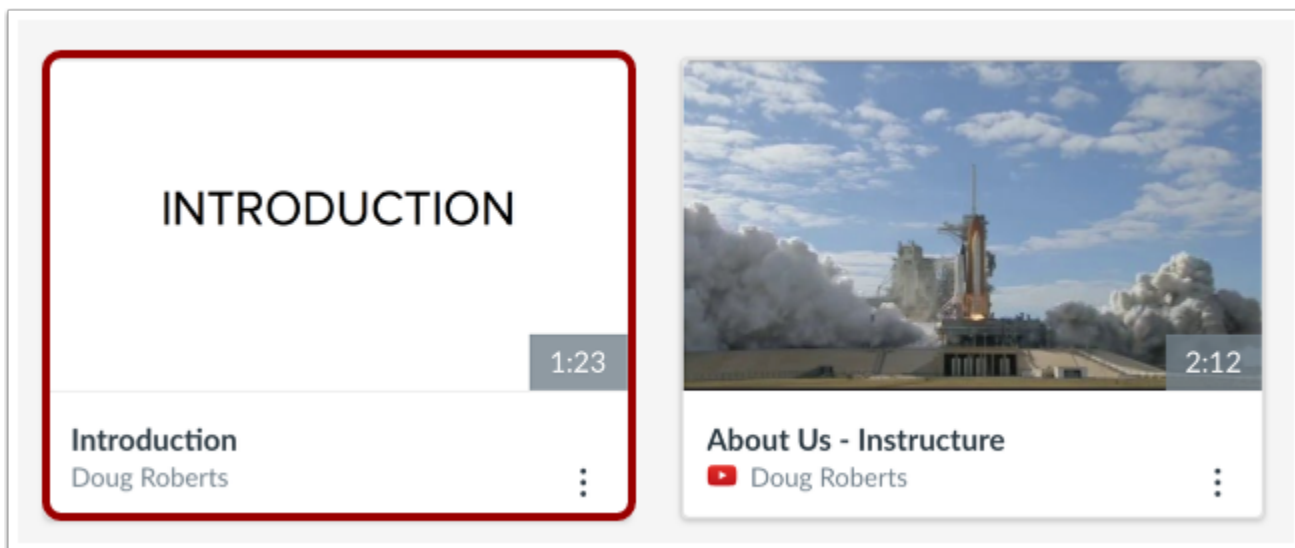 INTRODUCTION
1:23
Introduction
Doug Roberts
2:12
About Us - Instructure
Doug Roberts